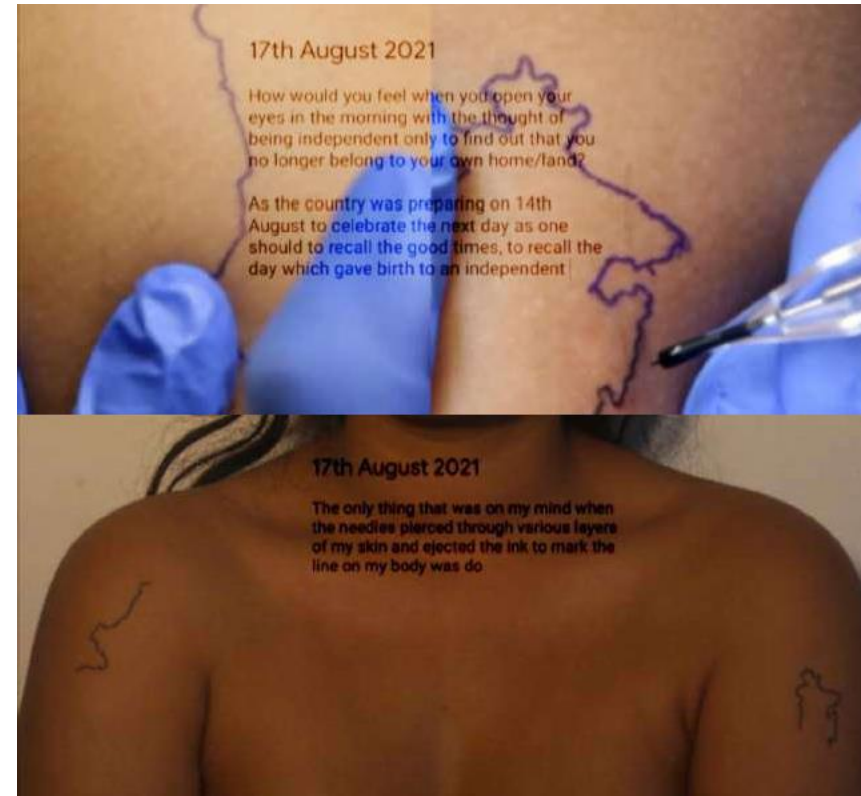 17th August 2021
How would you feel when you open your
eyes in the morning with the thought of
being independent only to find out that you
no longer belong to your own home/land?
As the country was preparing on 14th
August to celebrate the next day as one
should to recall the good times, to recall the
day which gave birth to an independent
17th August 2021
The only thing that was on my mind when
the needles pierced through various layers
of my skin and ejected the ink to mark the
line on my body was do